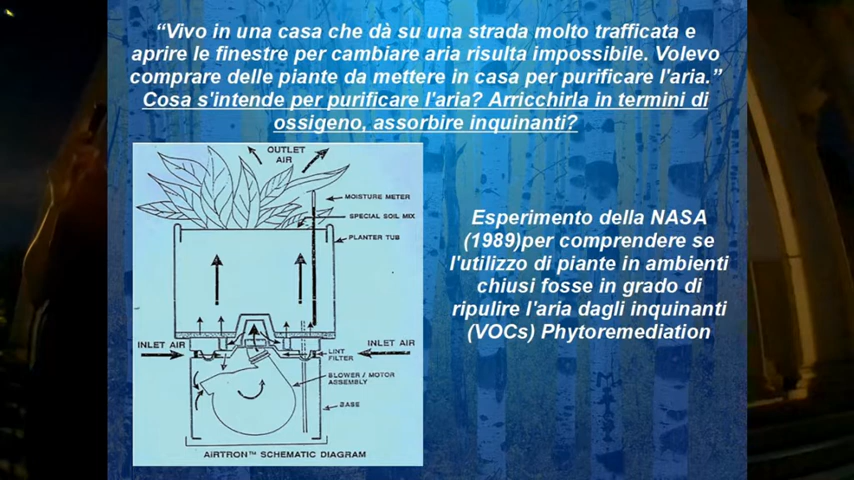 “Vivo in una casa che dà su una strada molto trafficata e
aprire le finestre per cambiare aria risulta impossibile. Volevo
comprare delle piante da mettere in casa per purificare l'aria.”
Cosa s'intende per purificare l'aria? Arricchirla in termini di
ossigeno, assorbire inquinanti?
OUTLET
AIR
MOISTURE METER
SPECIAL SOIL MIX
PLANTER TUB
INLET AIR
INLET AIR
LINT
FILTER
BLOWER / MOTOR
ASSEMBLY
BASE
AiRTRON™ SCHEMATIC DIAGRAM
Esperimento della NASA
(1989)per comprendere se
l'utilizzo di piante in ambienti
chiusi fosse in grado di
ripulire l'aria dagli inquinanti
(VOCs) Phytoremediation